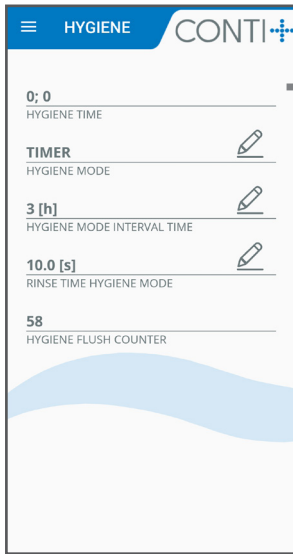 HYGIENE
CONTI+
0; 0
HYGIENE TIME
TIMER
HYGIENE MODE
3 [h]
HYGIENE MODE INTERVAL TIME
10.0 [s]
RINSE TIME HYGIENE MODE
58
HYGIENE FLUSH COUNTER